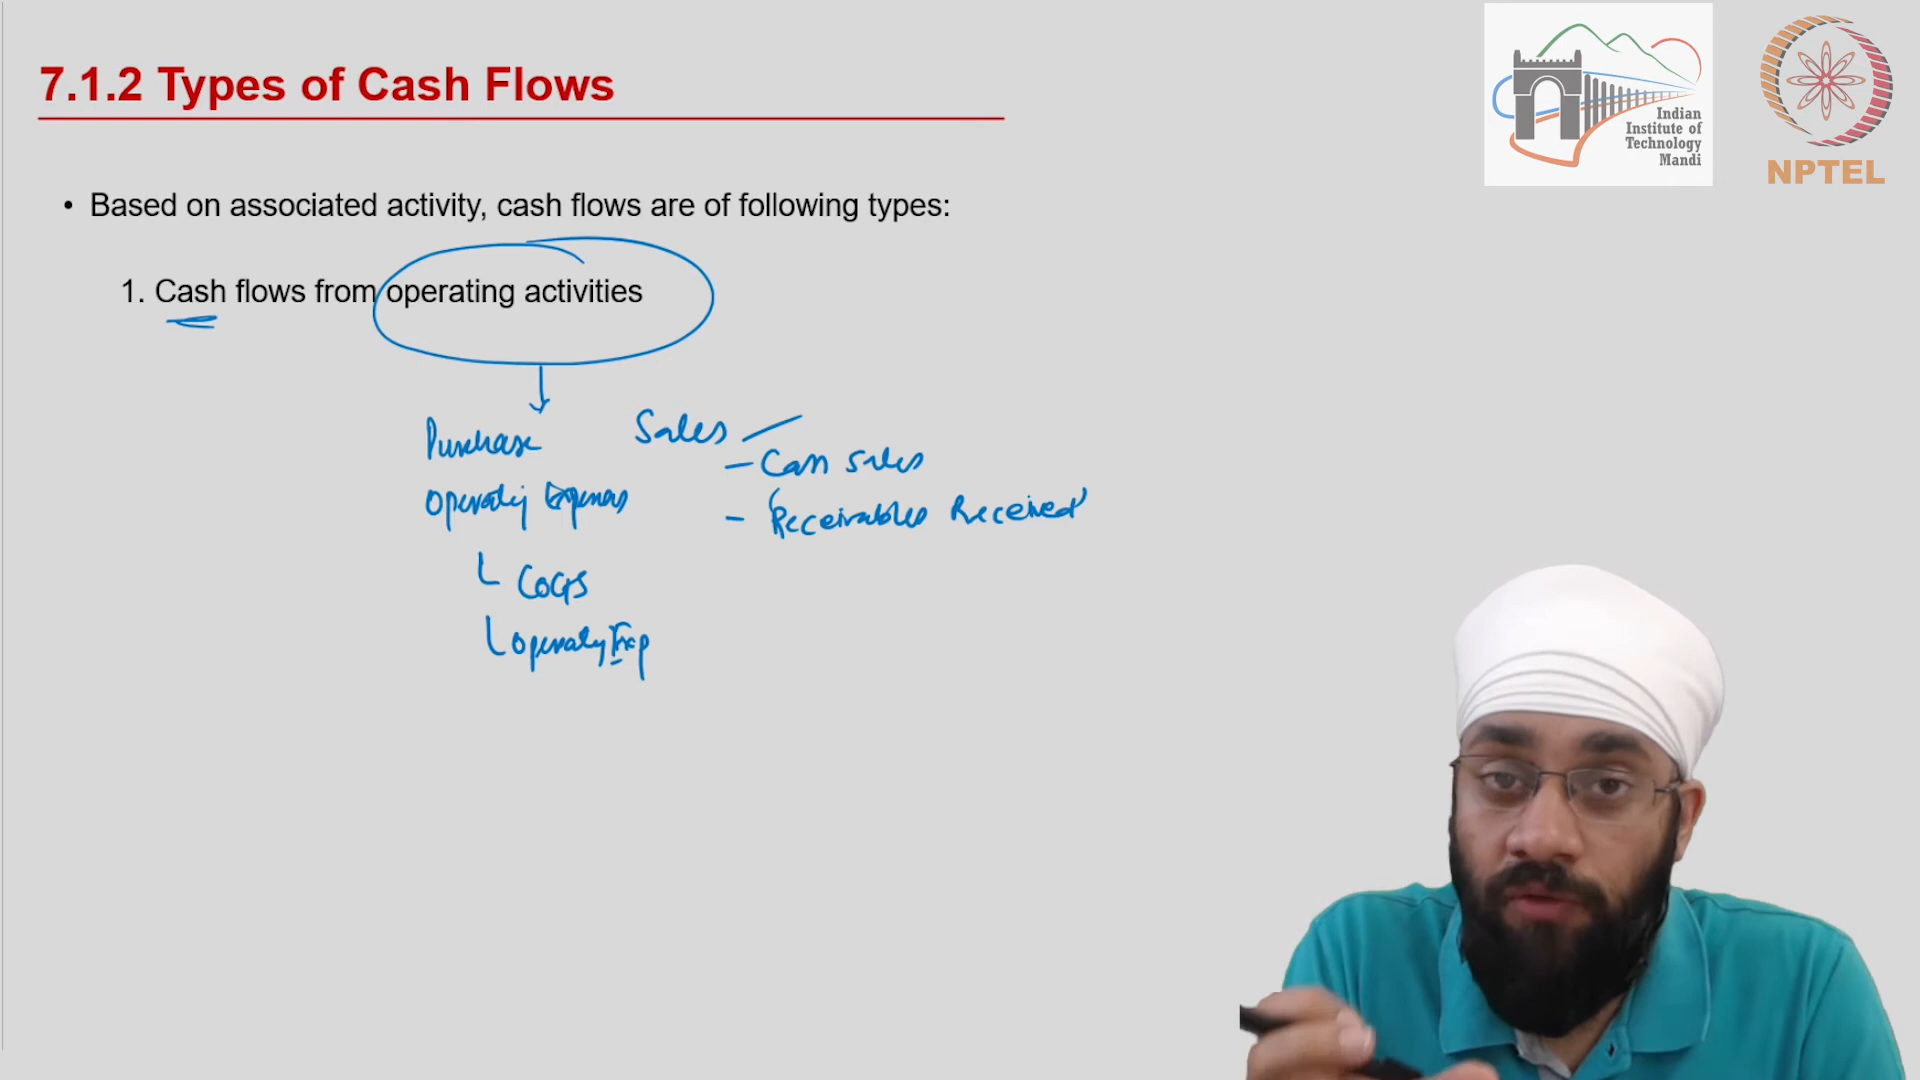 7.1.2 Types of Cash Flows
Indian
Institute of
Technology
Mandi
NPTEL
• Based on associated activity, cash flows are of following types:
1. Cash flows from operating activities
Purchase
Sales
- Cash sales
Operating Expenses
- Receivables Received
COGS
Operating Exp